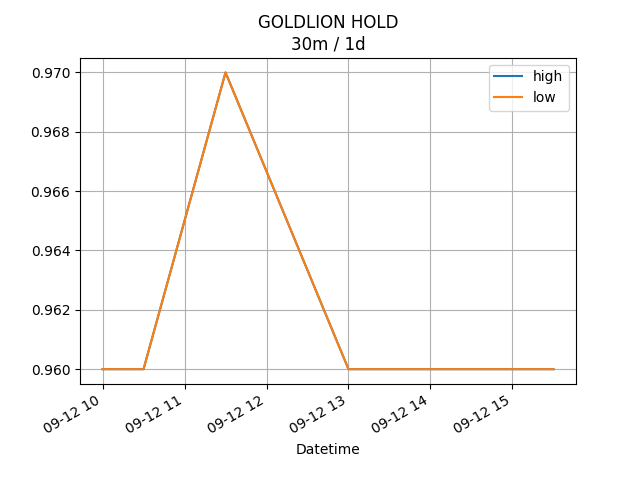 GOLDLION HOLD
30m / 1d
high
low
0.970
0.968
0.966
0.964
0.962
0.960
09-12 10
09-12 11
09-12 12
09-12 13
09-12 14
09-12 15
Datetime